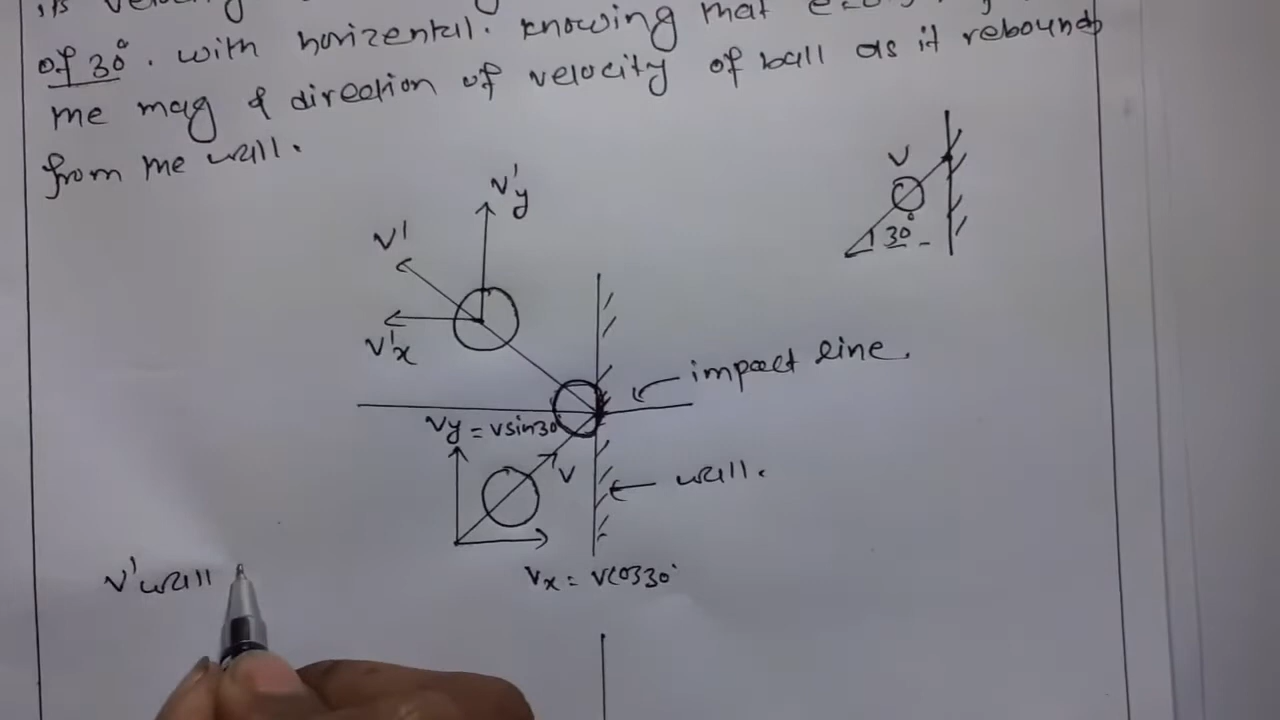 velocity
of 30°. with horizental. knowing that
me mag & direction of velocity of ball as it rebounds
from me wall.
V
30°
V'y
V'
V'x
impact line.
Vy = Vsin30
V
wall.
Vx = Vcos30°
V'wall